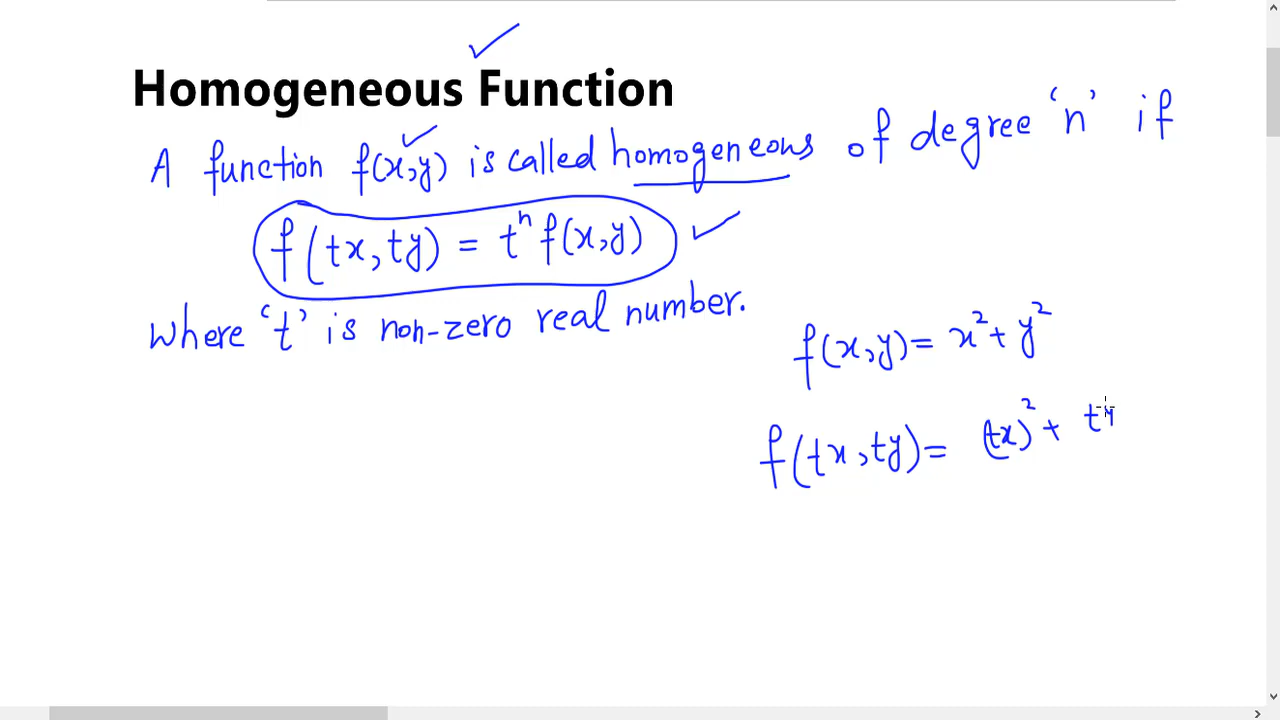 Homogeneous Function
A function f(x,y) is called homogeneous of degree 'n' if
f(tx,ty) = tⁿ f(x,y)
where 't' is non-zero real number.
f(x,y) = x² + y²
f(tx,ty) = (tx)² + t